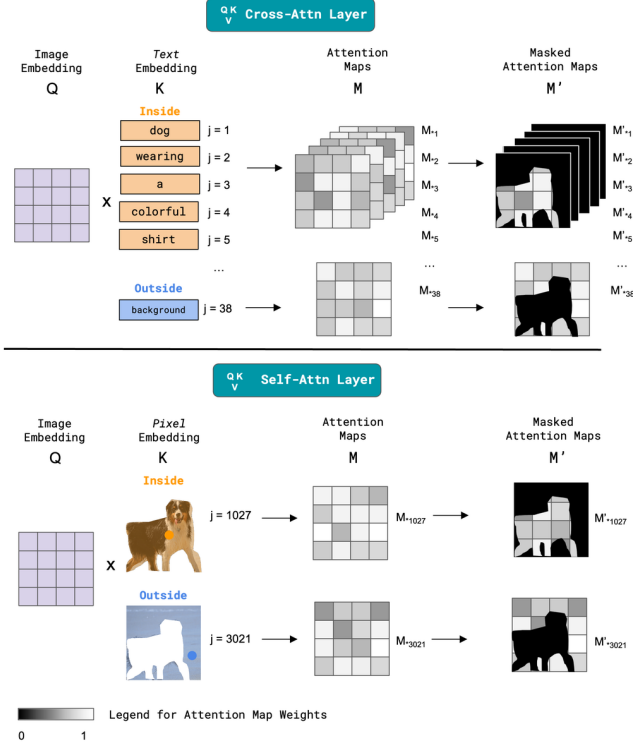 Q K V Cross-Attn Layer
Image Embedding
Q
Text Embedding
K
Attention Maps
M
Masked Attention Maps
M'
Inside
dog j = 1
wearing j = 2
a j = 3
colorful j = 4
shirt j = 5
...
X
M*1
M*2
M*3
M*4
M*5
...
M'*1
M'*2
M'*3
M'*4
M'*5
...
Outside
background j = 38
M*38
M'*38
Q K V Self-Attn Layer
Image Embedding
Q
Pixel Embedding
K
Attention Maps
M
Masked Attention Maps
M'
Inside
j = 1027
M*1027
M'*1027
X
Outside
j = 3021
M*3021
M'*3021
Legend for Attention Map Weights
0 1